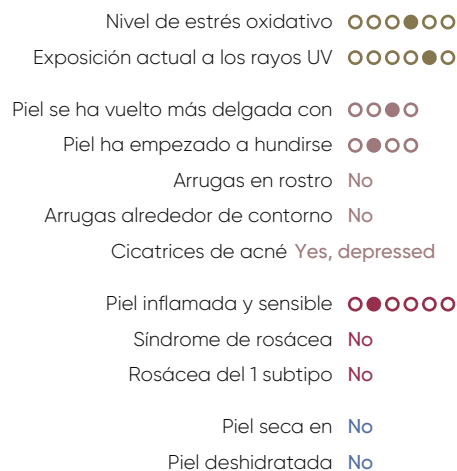 Nivel de estrés oxidativo
Exposición actual a los rayos UV
Piel se ha vuelto más delgada con
Piel ha empezado a hundirse
Arrugas en rostro No
Arrugas alrededor de contorno No
Cicatrices de acné Yes, depressed
Piel inflamada y sensible
Síndrome de rosácea No
Rosácea del 1 subtipo No
Piel seca en No
Piel deshidratada No